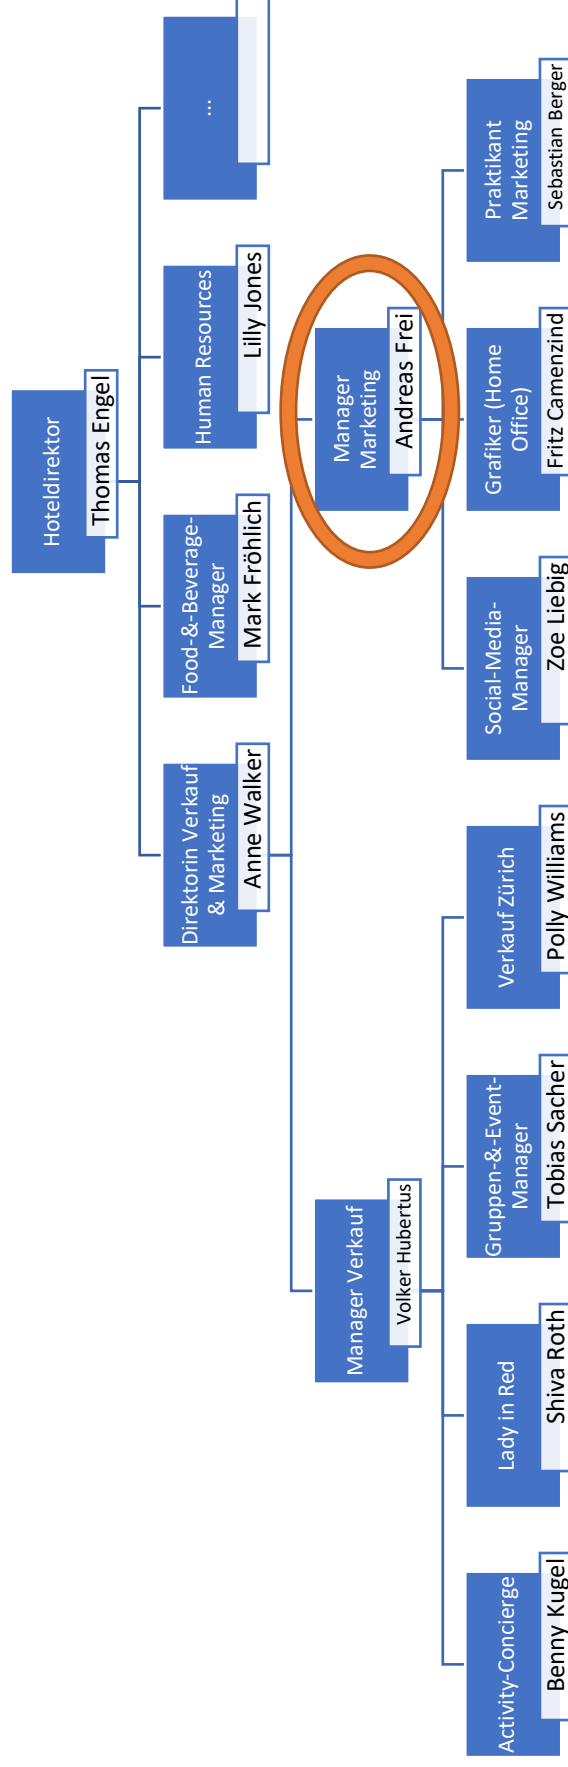 Hoteldirektor
Thomas Engel
Direktorin Verkauf
& Marketing
Anne Walker
Food-&-Beverage-
Manager
Mark Fröhlich
Human Resources
Lilly Jones
...
Manager Verkauf
Volker Hubertus
Manager
Marketing
Andreas Frei
Activity-Concierge
Benny Kugel
Lady in Red
Shiva Roth
Gruppen-&-Event-
Manager
Tobias Sacher
Verkauf Zürich
Polly Williams
Social-Media-
Manager
Zoe Liebig
Grafiker (Home
Office)
Fritz Camenzind
Praktikant
Marketing
Sebastian Berger